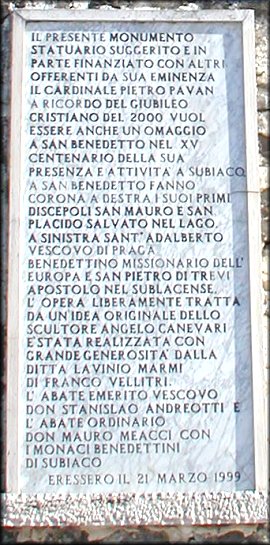 IL PRESENTE MONUMENTO
STATUARIO SUGGERITO E IN
PARTE FINANZIATO CON ALTRI
OFFERENTI DA SUA EMINENZA
IL CARDINALE PIETRO PAVAN
A RICORDO DEL GIUBILEO
CRISTIANO DEL 2000 VUOL
ESSERE ANCHE UN OMAGGIO
A SAN BENEDETTO NEL XV
CENTENARIO DELLA SUA
PRESENZA E ATTIVITA' A SUBIACO
A SAN BENEDETTO FANNO
CORONA A DESTRA I SUOI PRIMI
DISCEPOLI SAN MAURO E SAN
PLACIDO SALVATO NEL LAGO,
A SINISTRA SANT'ADALBERTO
VESCOVO DI PRAGA
BENEDETTINO MISSIONARIO DELL'
EUROPA E SAN PIETRO DI TREVI
APOSTOLO NEL SUBLACENSE.
L'OPERA LIBERAMENTE TRATTA
DA UN IDEA ORIGINALE DELLO
SCULTORE ANGELO CANEVARI
E' STATA REALIZZATA CON
GRANDE GENEROSITA' DALLA
DITTA LAVINIO MARMI
DI FRANCO VELLITRI.
L'ABATE EMERITO VESCOVO
DON STANISLAO ANDREOTTI E
L'ABATE ORDINARIO
DON MAURO MEACCI CON
I MONACI BENEDETTINI
DI SUBIACO
ERESSERO IL 21 MARZO 1999